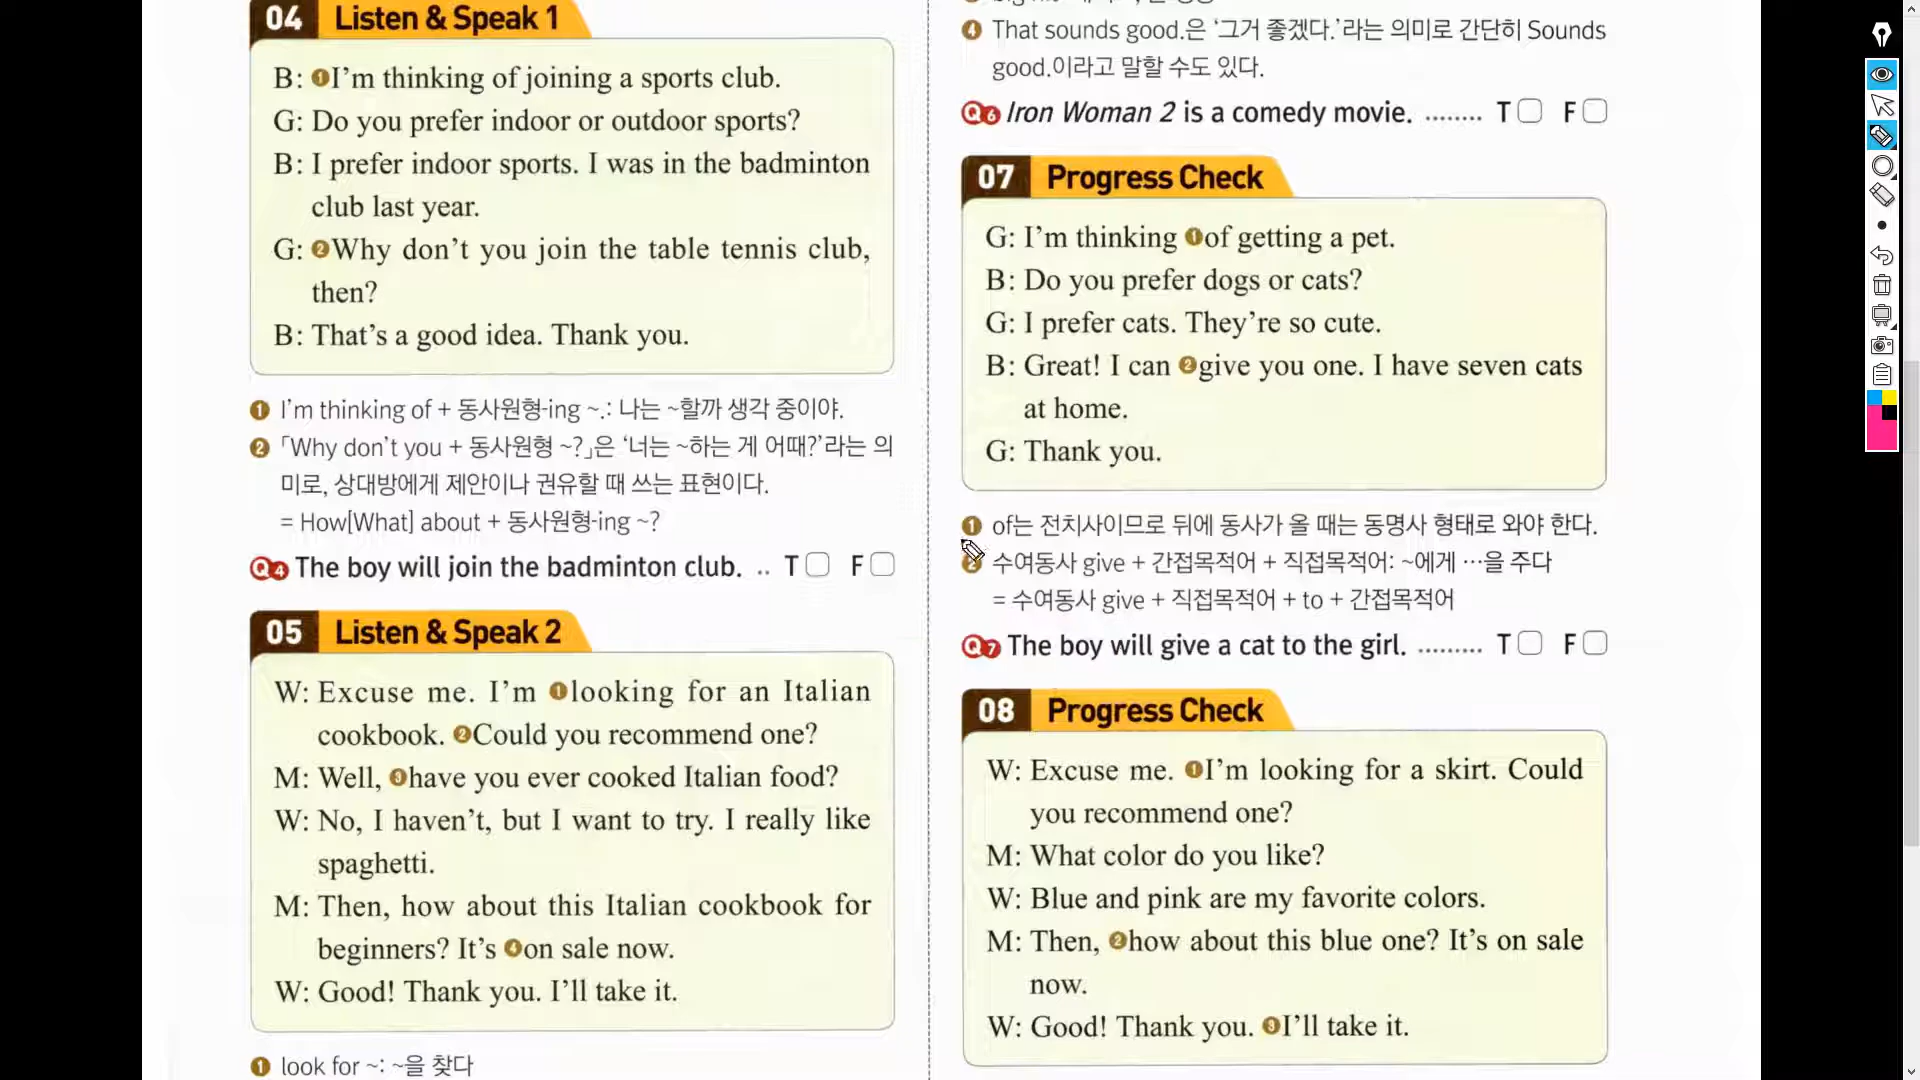 04 Listen & Speak 1
B: ❶I'm thinking of joining a sports club.
G: Do you prefer indoor or outdoor sports?
B: I prefer indoor sports. I was in the badminton
club last year.
G: ❷Why don't you join the table tennis club,
then?
B: That's a good idea. Thank you.
❶ I'm thinking of + 동사원형-ing ~.: 나는 ~할까 생각 중이야.
❷ 「Why don't you + 동사원형 ~?」은 '너는 ~하는 게 어때?'라는 의
미로, 상대방에게 제안이나 권유할 때 쓰는 표현이다.
= How[What] about + 동사원형-ing ~?
Q4 The boy will join the badminton club. .. T F
05 Listen & Speak 2
W: Excuse me. I'm ❶looking for an Italian
cookbook. ❷Could you recommend one?
M: Well, ❸have you ever cooked Italian food?
W: No, I haven't, but I want to try. I really like
spaghetti.
M: Then, how about this Italian cookbook for
beginners? It's ❹on sale now.
W: Good! Thank you. I'll take it.
❶ look for ~: ~을 찾다
❹ That sounds good.은 '그거 좋겠다.'라는 의미로 간단히 Sounds
good.이라고 말할 수도 있다.
Q6 Iron Woman 2 is a comedy movie. ........ T F
07 Progress Check
G: I'm thinking ❶of getting a pet.
B: Do you prefer dogs or cats?
G: I prefer cats. They're so cute.
B: Great! I can ❷give you one. I have seven cats
at home.
G: Thank you.
❶ of는 전치사이므로 뒤에 동사가 올 때는 동명사 형태로 와야 한다.
❷ 수여동사 give + 간접목적어 + 직접목적어: ~에게 …을 주다
= 수여동사 give + 직접목적어 + to + 간접목적어
Q7 The boy will give a cat to the girl. ......... T F
08 Progress Check
W: Excuse me. ❶I'm looking for a skirt. Could
you recommend one?
M: What color do you like?
W: Blue and pink are my favorite colors.
M: Then, ❷how about this blue one? It's on sale
now.
W: Good! Thank you. ❸I'll take it.